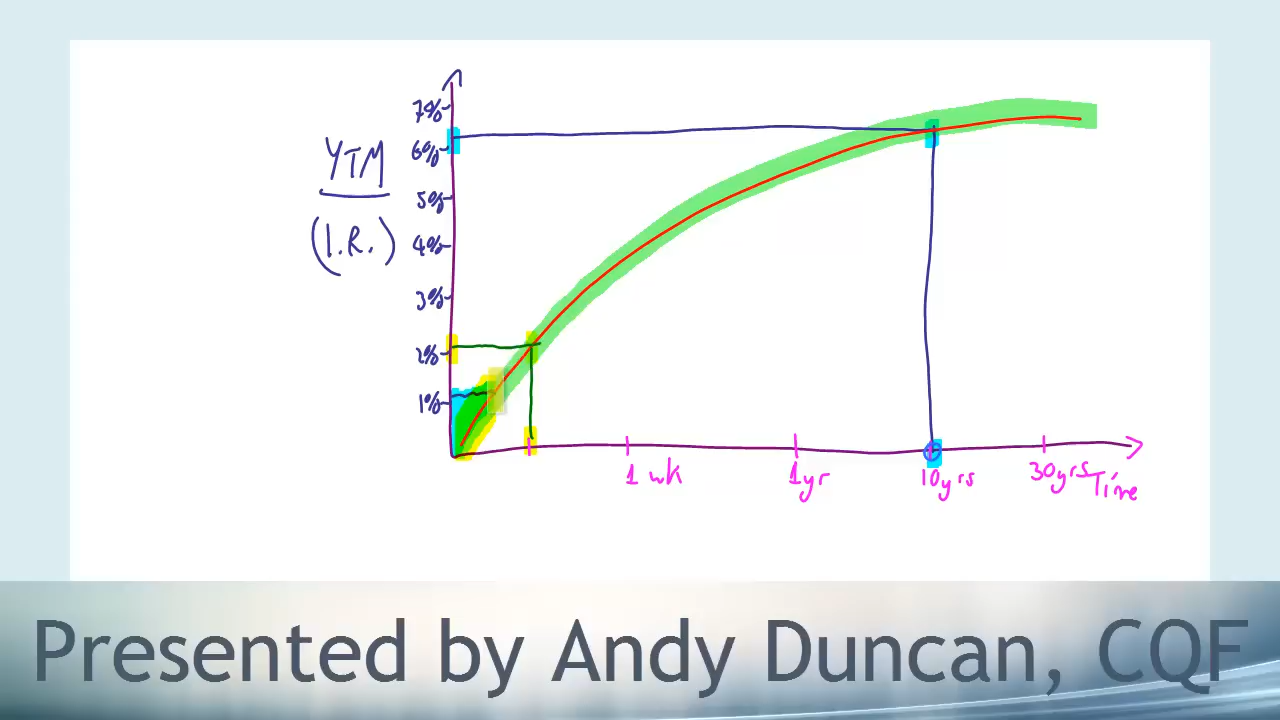 7%
6%
YTM
5%
(I.R.)
4%
3%
2%
1%
1 wk
1yr
10yrs
30yrs
Time
Presented by Andy Duncan, CQF